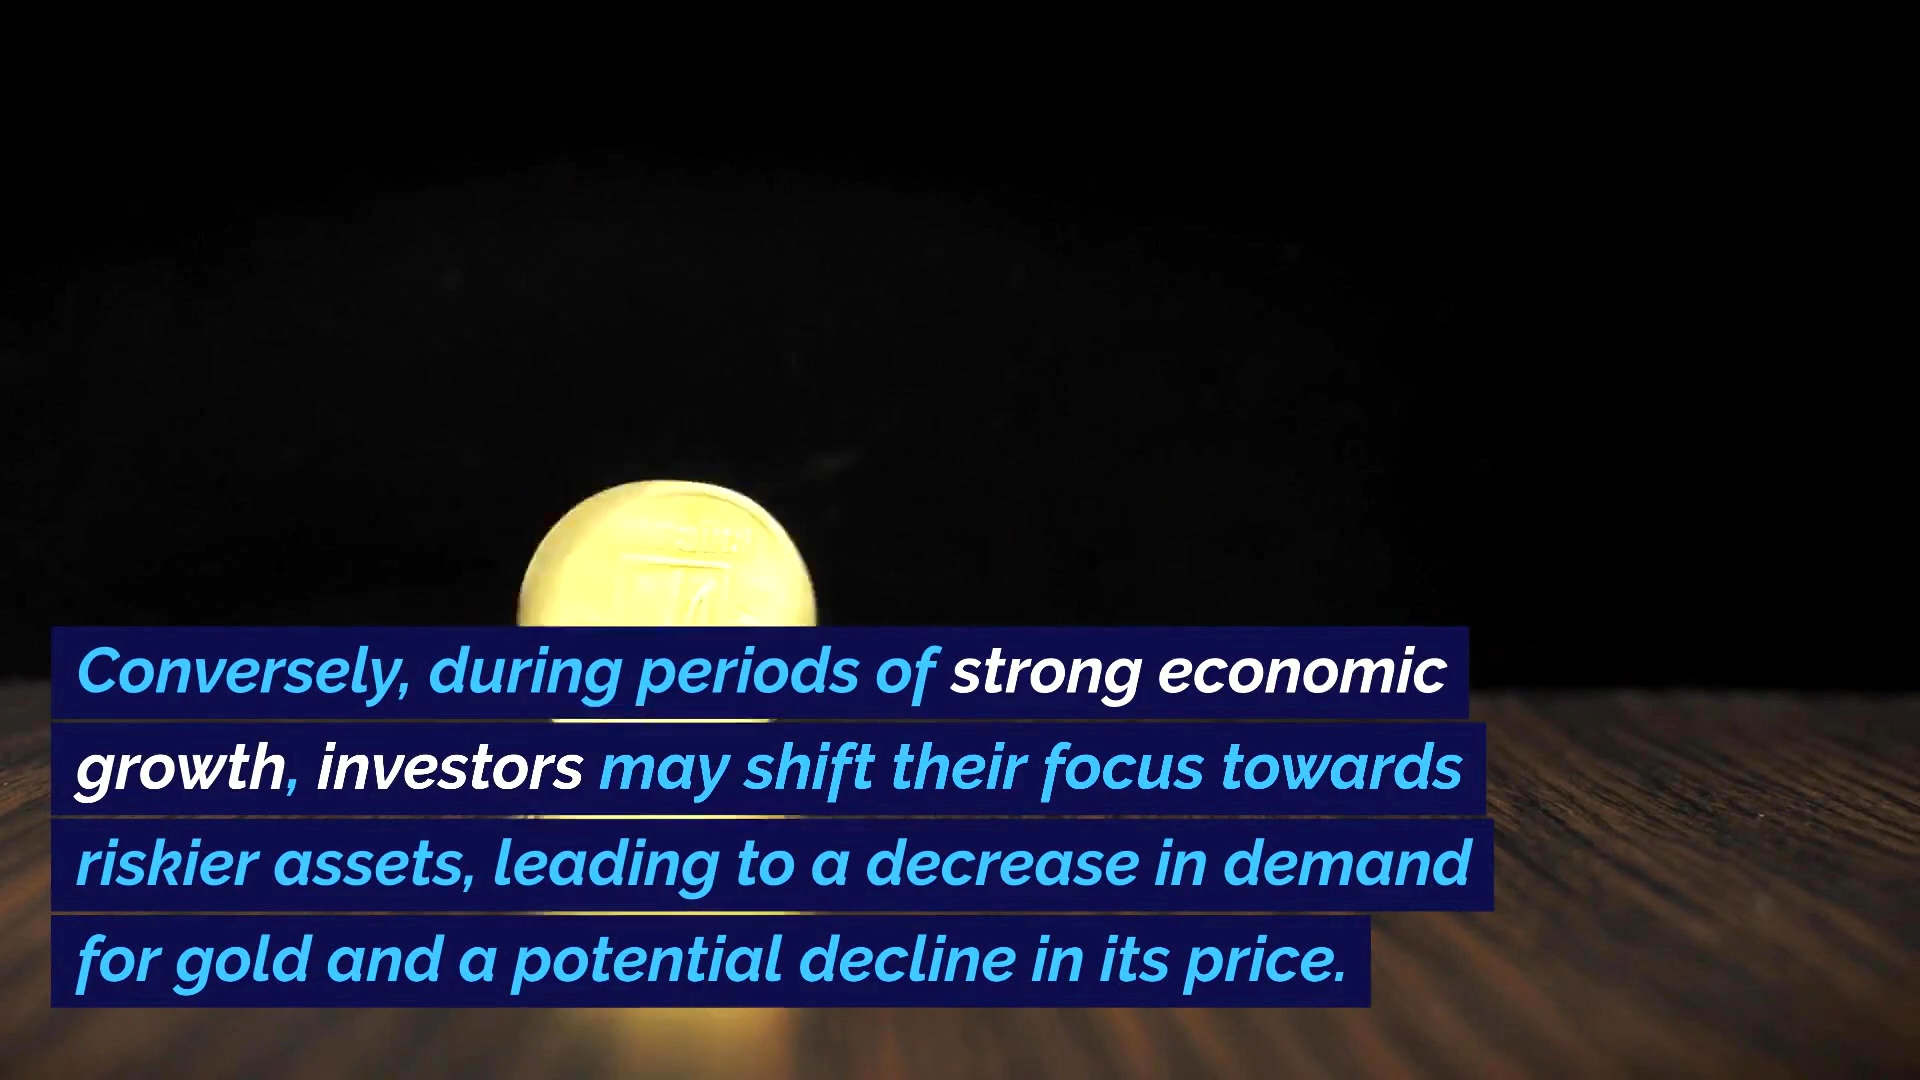 Conversely, during periods of strong economic
growth, investors may shift their focus towards
riskier assets, leading to a decrease in demand
for gold and a potential decline in its price.